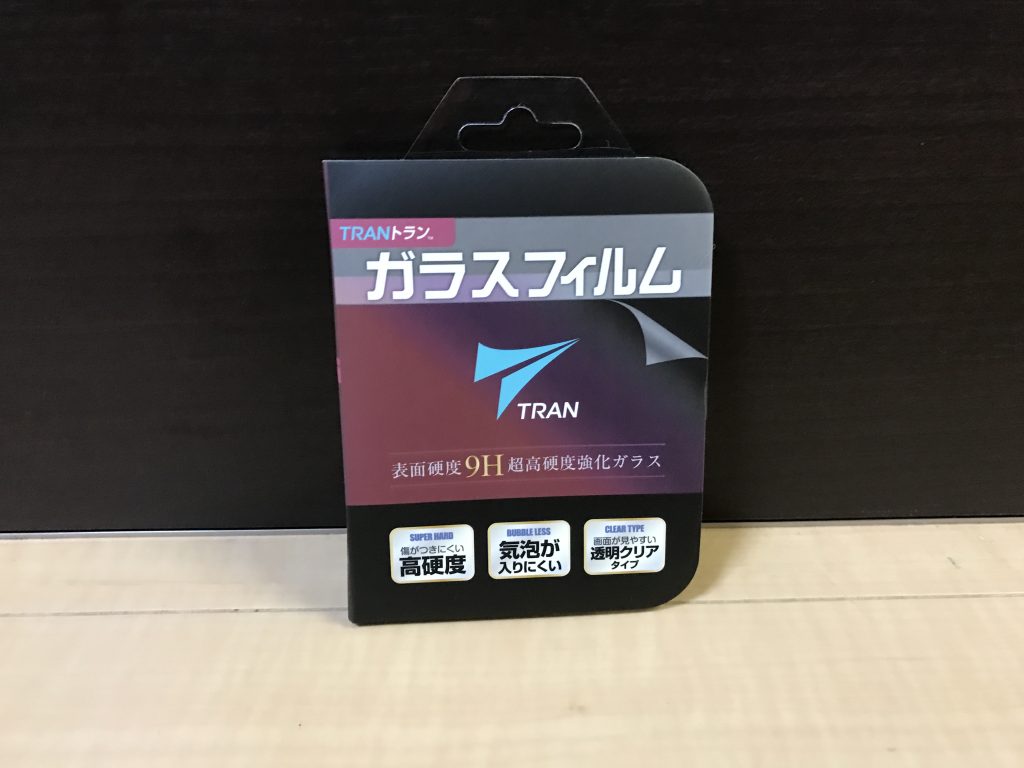 TRANトラン™
ガラスフィルム
TRAN
表面硬度9H超高硬度強化ガラス
SUPER HARD
傷がつきにくい
高硬度
BUBBLE LESS
気泡が
入りにくい
CLEAR TYPE
画面が見やすい
透明クリア
タイプ